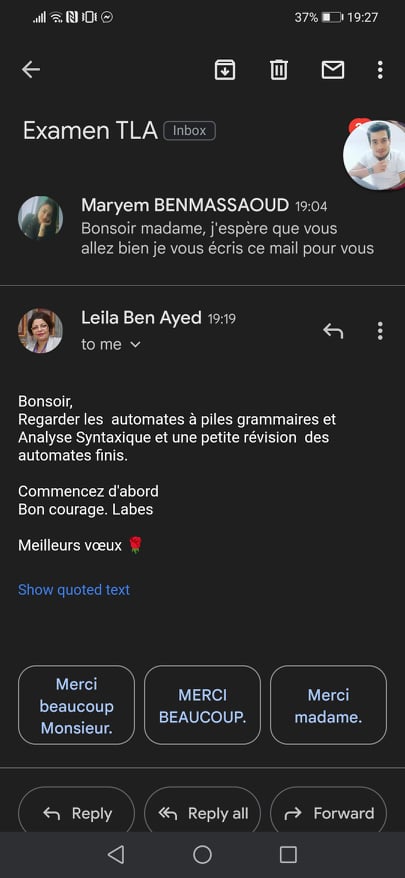 37% 19:27
Examen TLA Inbox
Maryem BENMASSAOUD 19:04
Bonsoir madame, j'espère que vous
allez bien je vous écris ce mail pour vous
Leila Ben Ayed 19:19
to me
Bonsoir,
Regarder les  automates à piles grammaires et
Analyse Syntaxique et une petite révision  des
automates finis.
Commencez d'abord
Bon courage. Labes
Meilleurs vœux 🌹
Show quoted text
Merci
beaucoup
Monsieur.
MERCI
BEAUCOUP.
Merci
madame.
Reply
Reply all
Forward